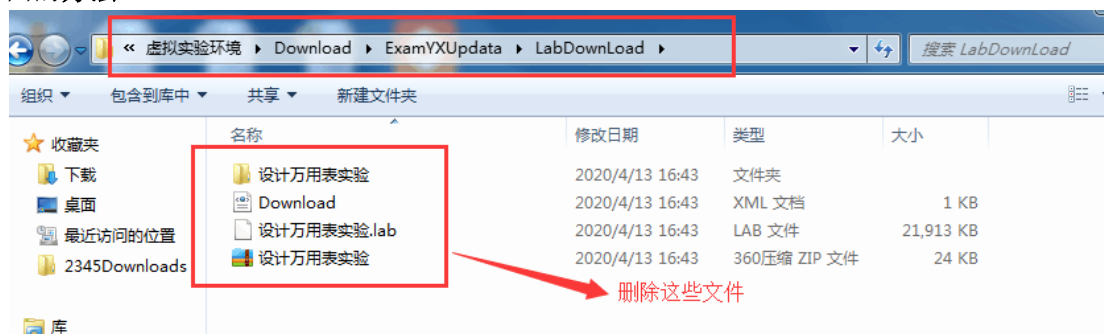 « 虚拟实验环境 ▸ Download ▸ ExamYXUpdata ▸ LabDownLoad ▸
搜索 LabDownLoad
组织 ▼ 包含到库中 ▼ 共享 ▼ 新建文件夹
名称 修改日期 类型 大小
收藏夹
下载
桌面
最近访问的位置
2345Downloads
库
设计万用表实验 2020/4/13 16:43 文件夹
Download 2020/4/13 16:43 XML 文档 1 KB
设计万用表实验.lab 2020/4/13 16:43 LAB 文件 21,913 KB
设计万用表实验 2020/4/13 16:43 360压缩 ZIP 文件 24 KB
删除这些文件